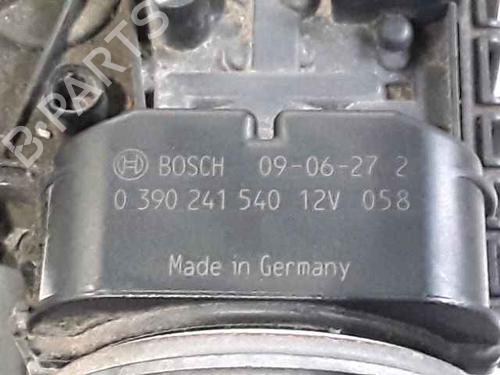 B-PARTS
BOSCH 09-06-27 2
0 390 241 540 12V 058
Made in Germany